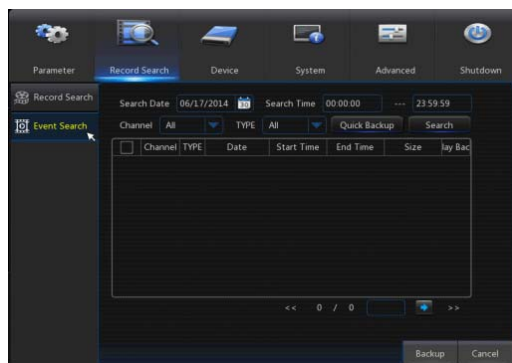 Parameter Record Search Device System Advanced Shutdown
Record Search
Event Search
Search Date 06/17/2014 30 Search Time 00:00:00 --- 23:59:59
Channel All TYPE All Quick Backup Search
Channel TYPE Date Start Time End Time Size lay Bac
<< 0 / 0 >>
Backup Cancel